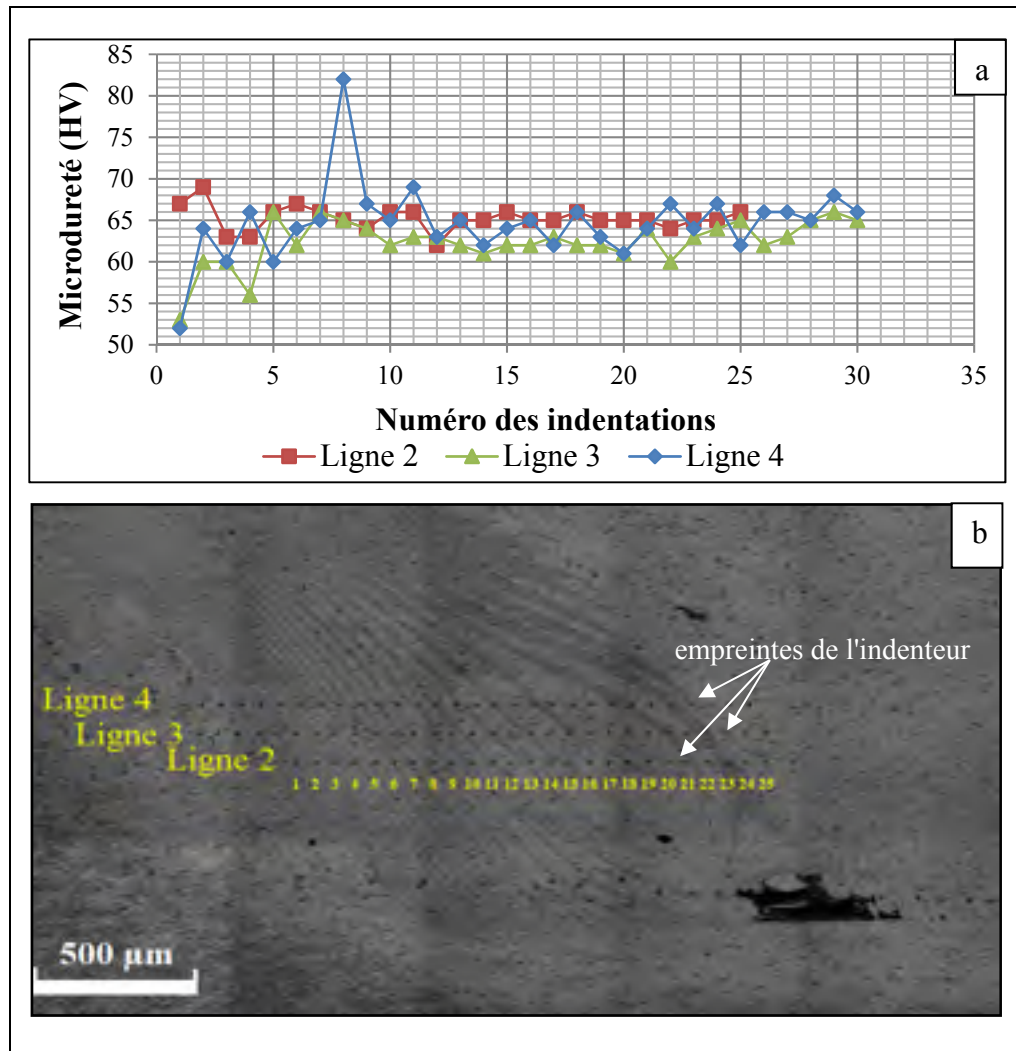 a
Microdureté (HV)
85
80
75
70
65
60
55
50
0 5 10 15 20 25 30 35
Numéro des indentations
Ligne 2 Ligne 3 Ligne 4
b
empreintes de l'indenteur
Ligne 4
Ligne 3
Ligne 2
1 2 3 4 5 6 7 8 9 10 11 12 13 14 15 16 17 18 19 20 21 22 23 24 25
500 µm